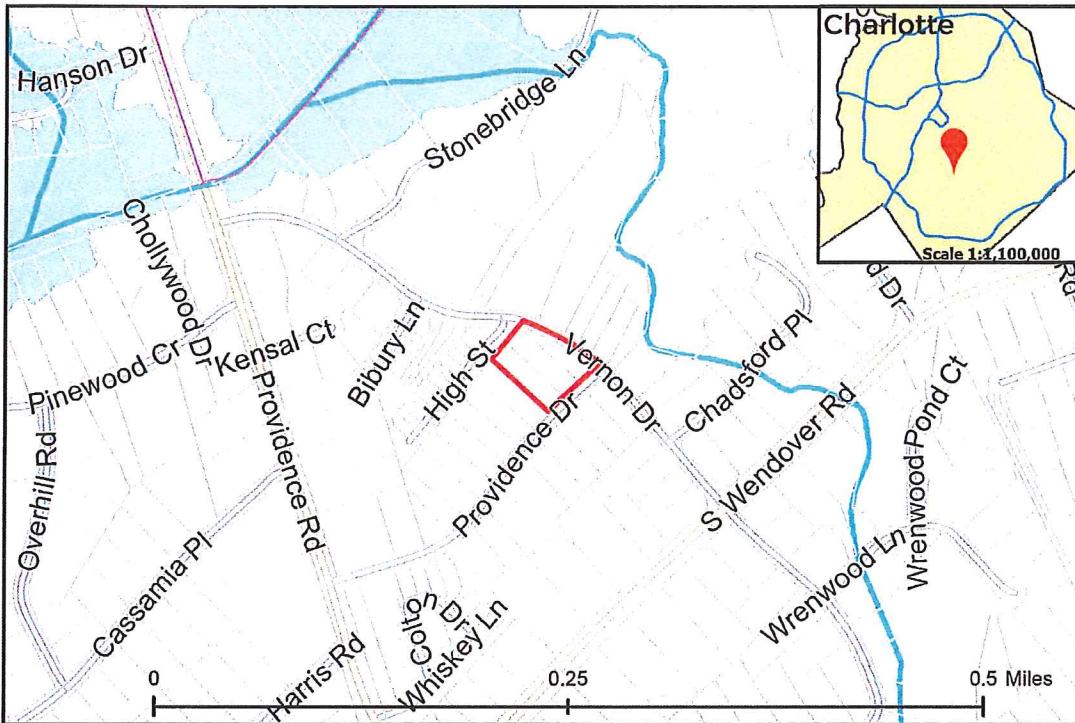 Charlotte
Scale 1:1,100,000
Hanson Dr
Stonebridge Ln
Chollywood Dr
Pinewood Cr
Kensal Ct
Bibury Ln
High St
Vernon Dr
Chadsford Pl
d Dr
Rd
Providence Rd
Providence Dr
Overhill Rd
Cassamia Pl
S Wendover Rd
Wrenwood Pond Ct
Wrenwood Ln
Colton Dr
Whiskey Ln
Harris Rd
0
0.25
0.5 Miles